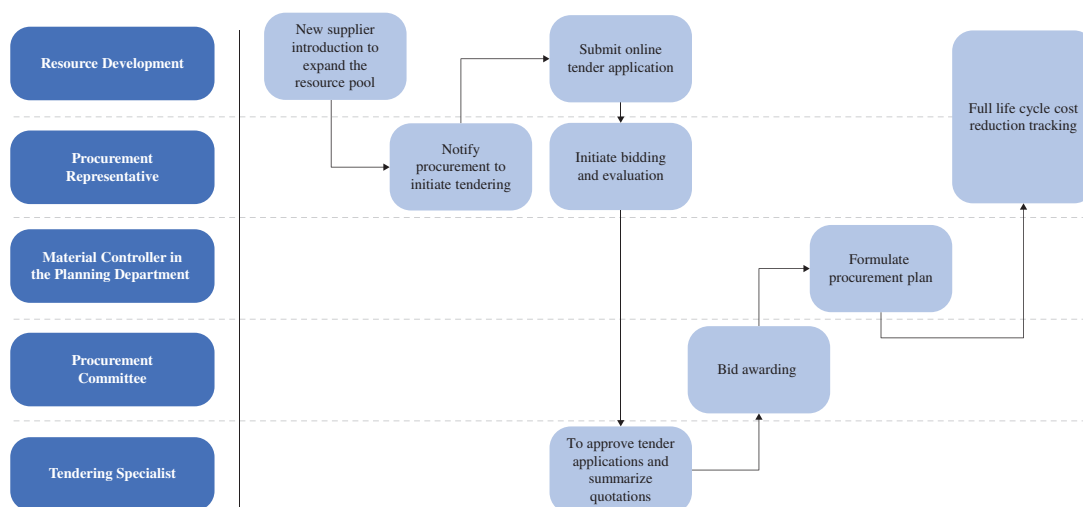 Resource Development
New supplier
introduction to
expand the
resource pool
Submit online
tender application
Full life cycle cost
reduction tracking
Procurement
Representative
Notify
procurement to
initiate tendering
Initiate bidding
and evaluation
Material Controller in
the Planning Department
Formulate
procurement plan
Procurement
Committee
Bid awarding
Tendering Specialist
To approve tender
applications and
summarize
quotations